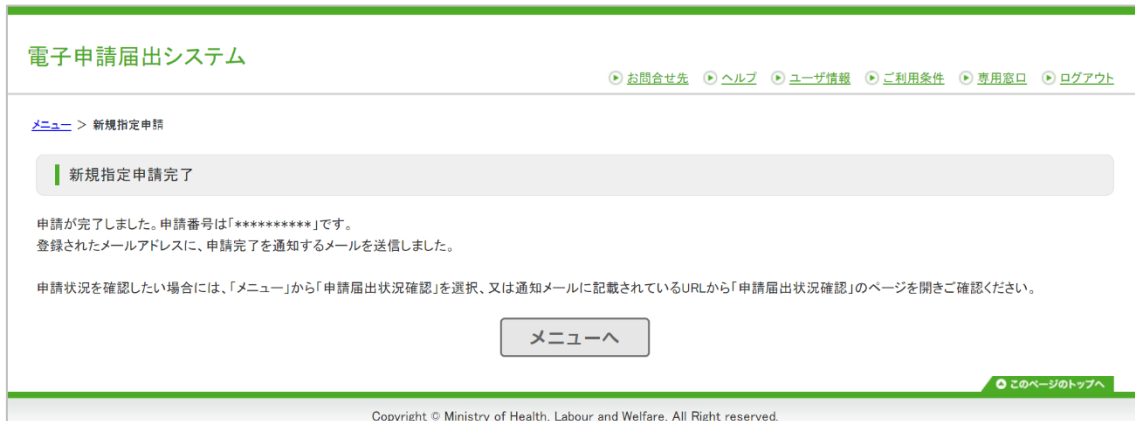 電子申請届出システム
お問合せ先 ヘルプ ユーザ情報 ご利用条件 専用窓口 ログアウト
メニュー > 新規指定申請
新規指定申請完了
申請が完了しました。申請番号は「**********」です。
登録されたメールアドレスに、申請完了を通知するメールを送信しました。
申請状況を確認したい場合には、「メニュー」から「申請届出状況確認」を選択、又は通知メールに記載されているURLから「申請届出状況確認」のページを開きご確認ください。
メニューへ
このページのトップへ
Copyright © Ministry of Health, Labour and Welfare, All Right reserved.